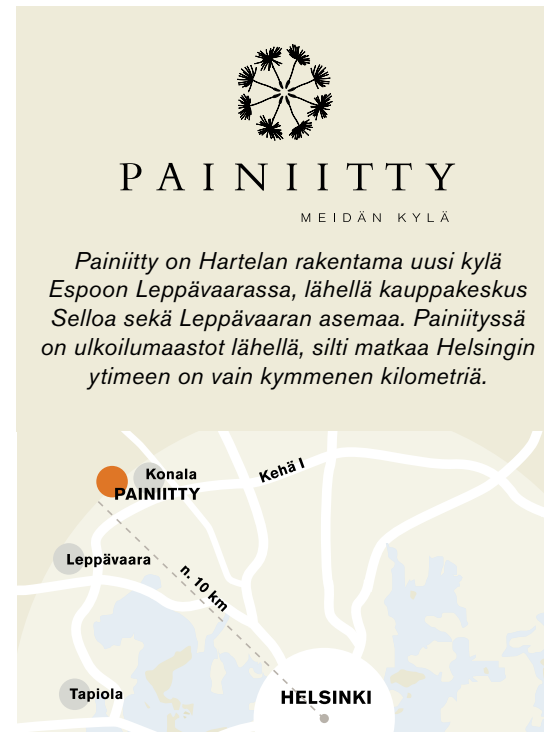 PAINIITTY
MEIDÄN KYLÄ
Painiitty on Hartelan rakentama uusi kylä
Espoon Leppävaarassa, lähellä kauppakeskus
Selloa sekä Leppävaaran asemaa. Painiityssä
on ulkoilumaastot lähellä, silti matkaa Helsingin
ytimeen on vain kymmenen kilometriä.
Konala
Kehä I
PAINIITTY
Leppävaara
n. 10 km
Tapiola
HELSINKI